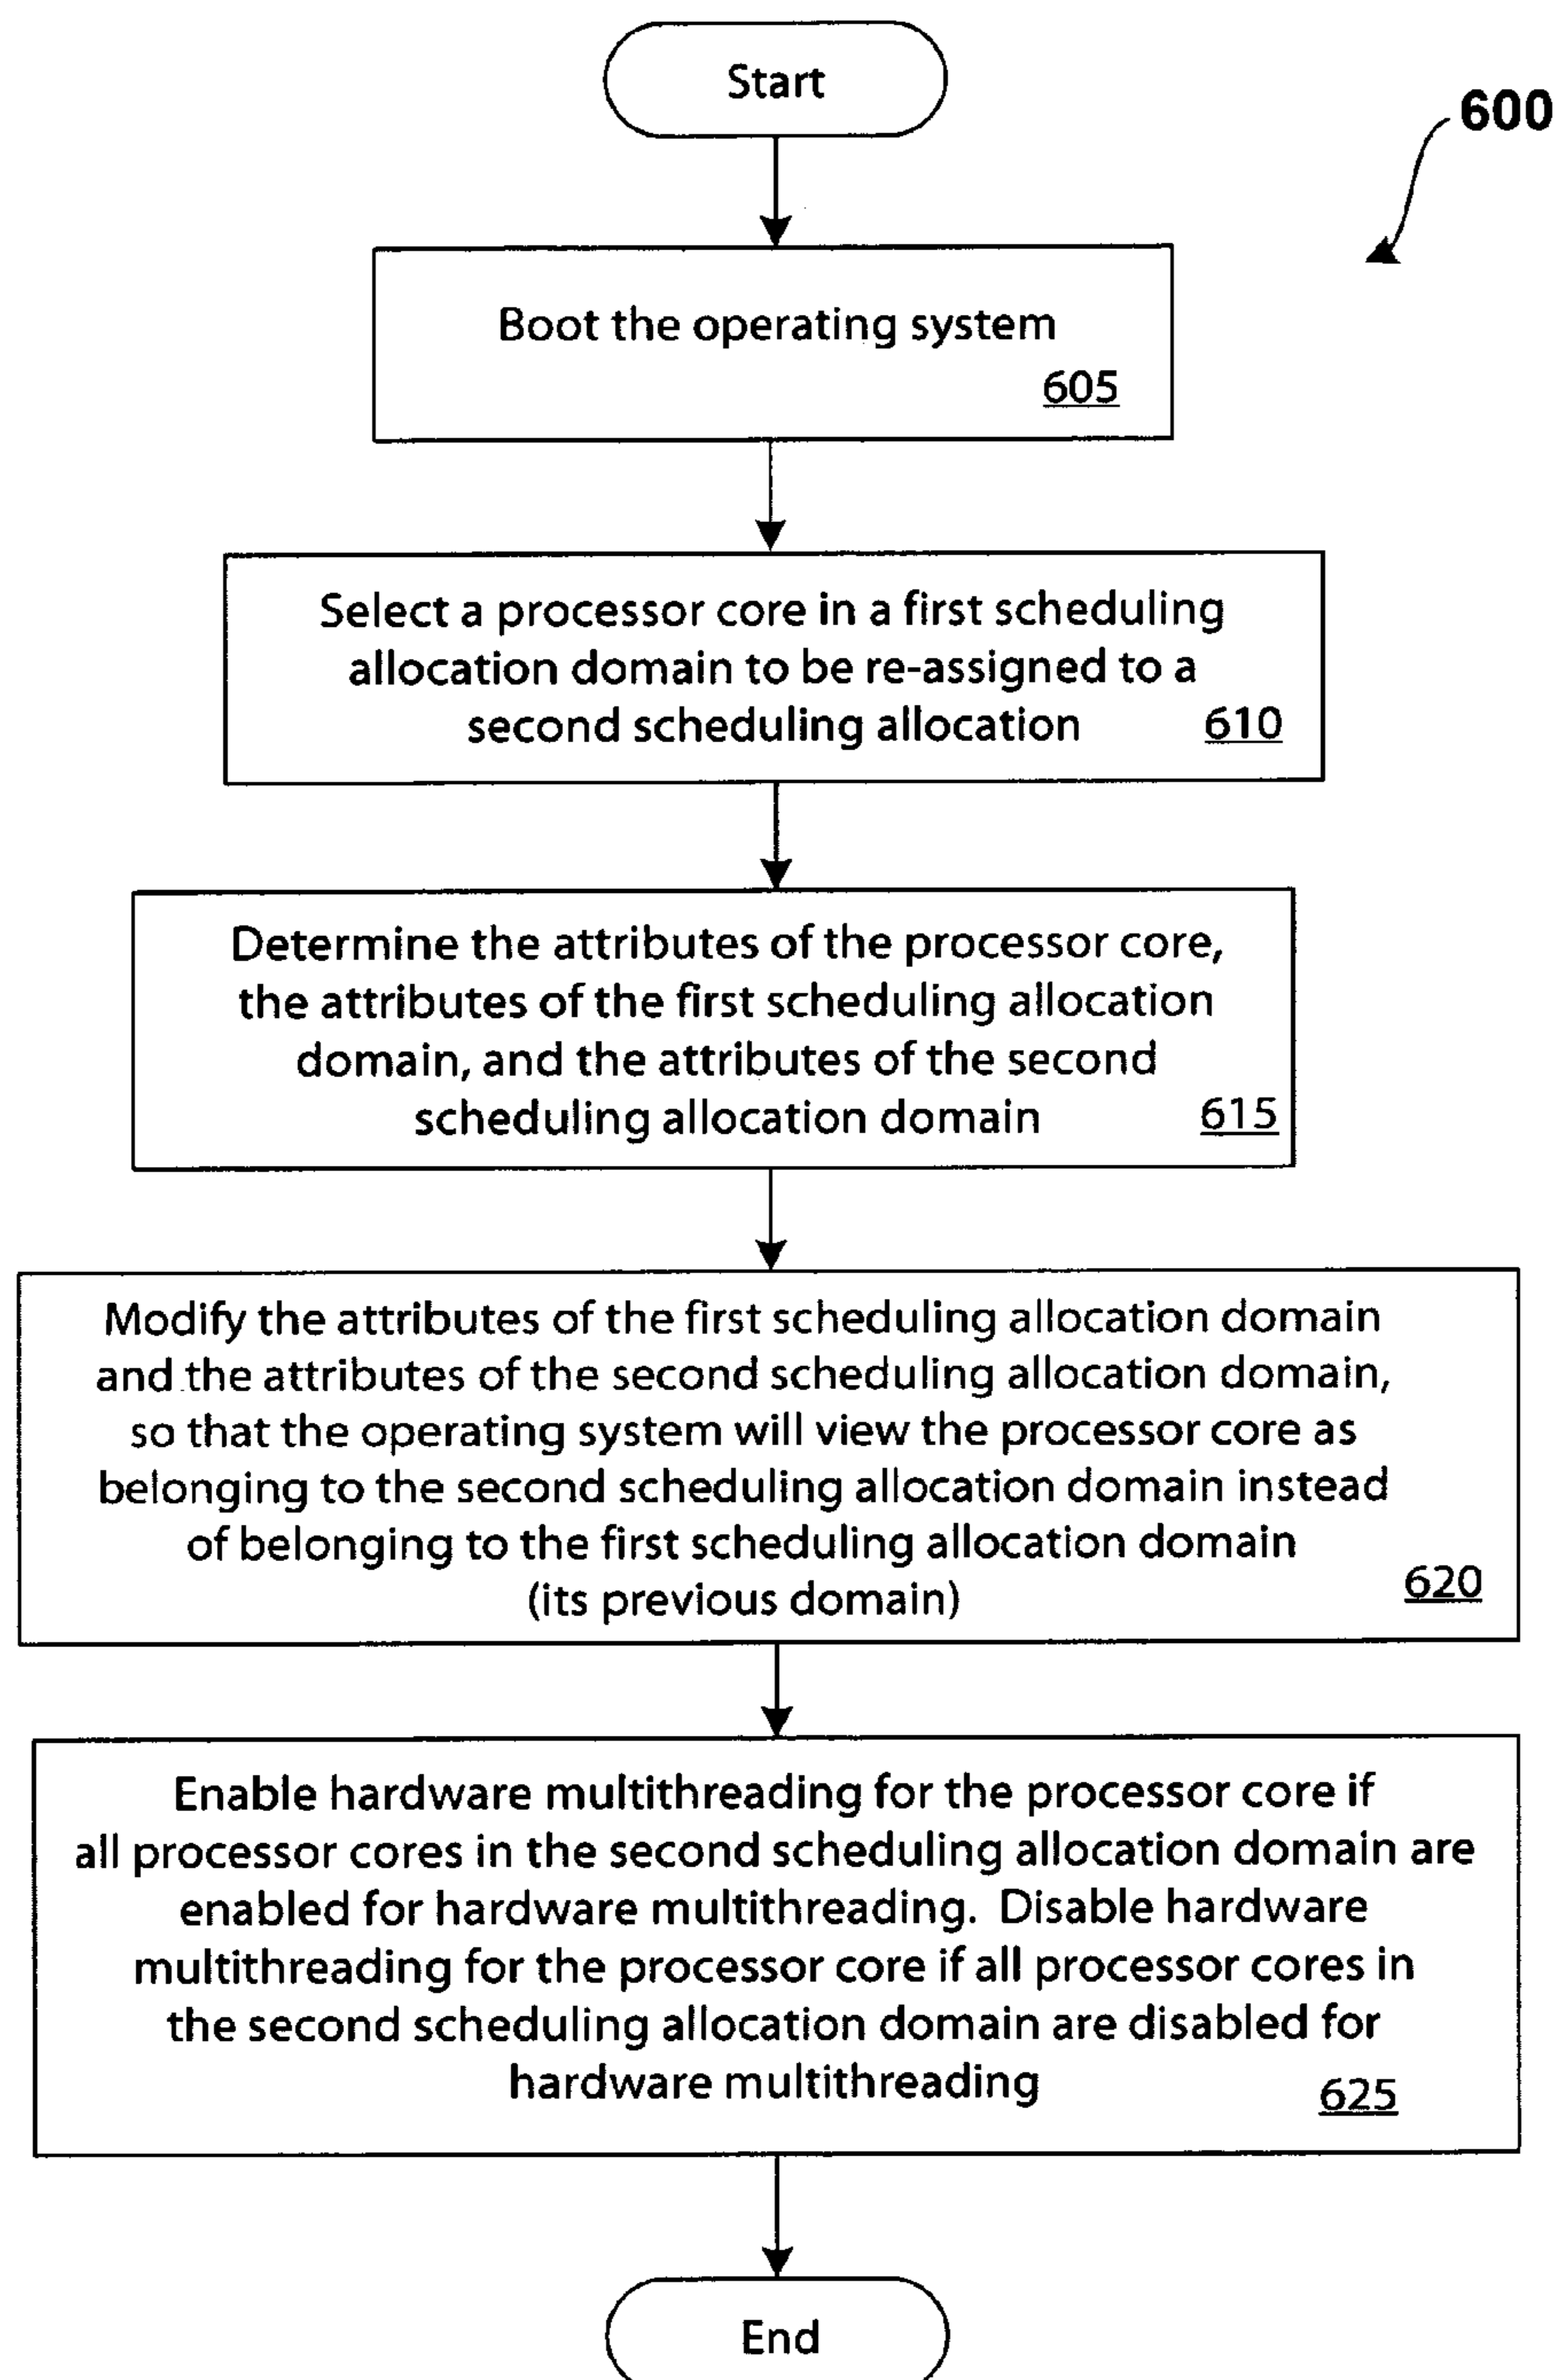 Start
600
Boot the operating system
605
Select a processor core in a first scheduling
allocation domain to be re-assigned to a
second scheduling allocation 610
Determine the attributes of the processor core,
the attributes of the first scheduling allocation
domain, and the attributes of the second
scheduling allocation domain 615
Modify the attributes of the first scheduling allocation domain
and the attributes of the second scheduling allocation domain,
so that the operating system will view the processor core as
belonging to the second scheduling allocation domain instead
of belonging to the first scheduling allocation domain
(its previous domain) 620
Enable hardware multithreading for the processor core if
all processor cores in the second scheduling allocation domain are
enabled for hardware multithreading. Disable hardware
multithreading for the processor core if all processor cores in
the second scheduling allocation domain are disabled for
hardware multithreading 625
End